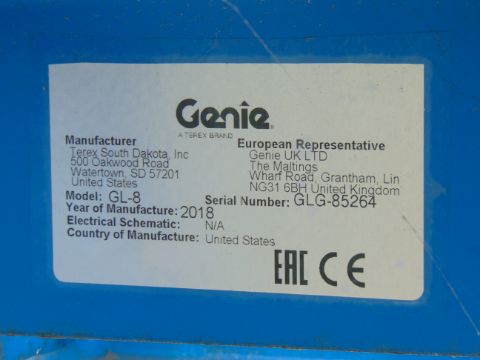 Genie
A TEREX BRAND
Manufacturer
Terex South Dakota, Inc
500 Oakwood Road
Watertown, SD 57201
United States
European Representative
Genie UK LTD
The Maltings
Wharf Road, Grantham, Lin
NG31 6BH United Kingdom
Model: GL-8
Serial Number: GLG-85264
Year of Manufacture: 2018
Electrical Schematic: N/A
Country of Manufacture: United States
EAC CE